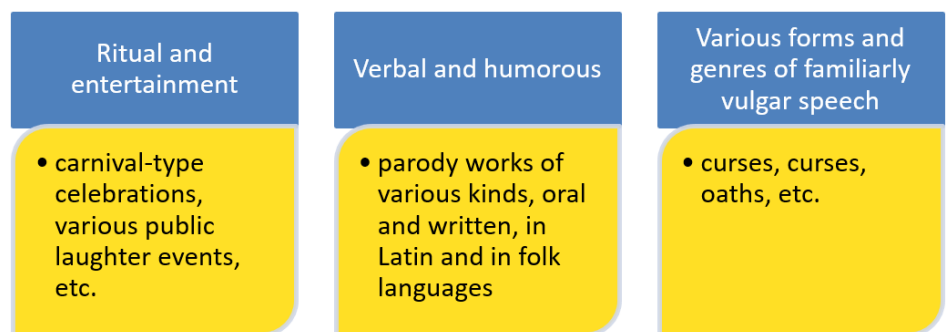 Ritual and
entertainment
• carnival-type
celebrations,
various public
laughter events,
etc.
Verbal and humorous
• parody works of
various kinds, oral
and written, in
Latin and in folk
languages
Various forms and
genres of familiarly
vulgar speech
• curses, curses,
oaths, etc.